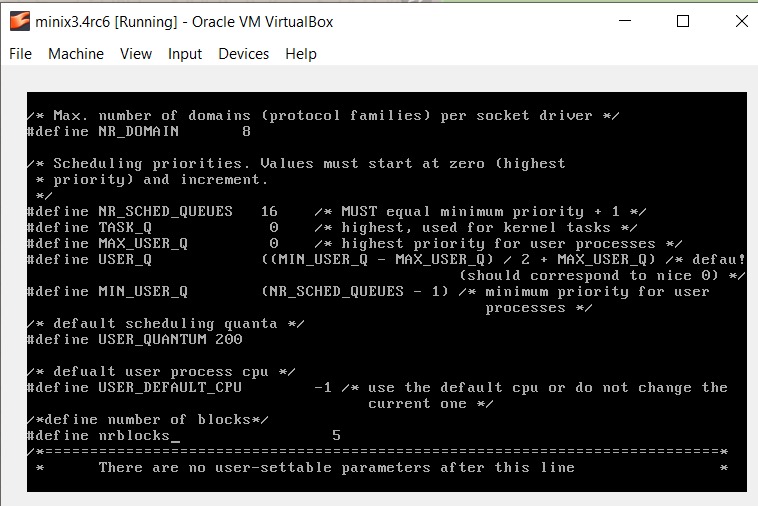 minix3.4rc6 [Running] - Oracle VM VirtualBox
File Machine View Input Devices Help
/* Max. number of domains (protocol families) per socket driver */
#define NR_DOMAIN 8
/* Scheduling priorities. Values must start at zero (highest
* priority) and increment.
*/
#define NR_SCHED_QUEUES 16 /* MUST equal minimum priority + 1 */
#define TASK_Q 0 /* highest, used for kernel tasks */
#define MAX_USER_Q 0 /* highest priority for user processes */
#define USER_Q ((MIN_USER_Q - MAX_USER_Q) / 2 + MAX_USER_Q) /* defau!
(should correspond to nice 0) */
#define MIN_USER_Q (NR_SCHED_QUEUES - 1) /* minimum priority for user
processes */
/* default scheduling quanta */
#define USER_QUANTUM 200
/* defualt user process cpu */
#define USER_DEFAULT_CPU -1 /* use the default cpu or do not change the
current one */
/*define number of blocks*/
#define nrblocks_ 5
/*===========================================================================*
* There are no user-settable parameters after this line *